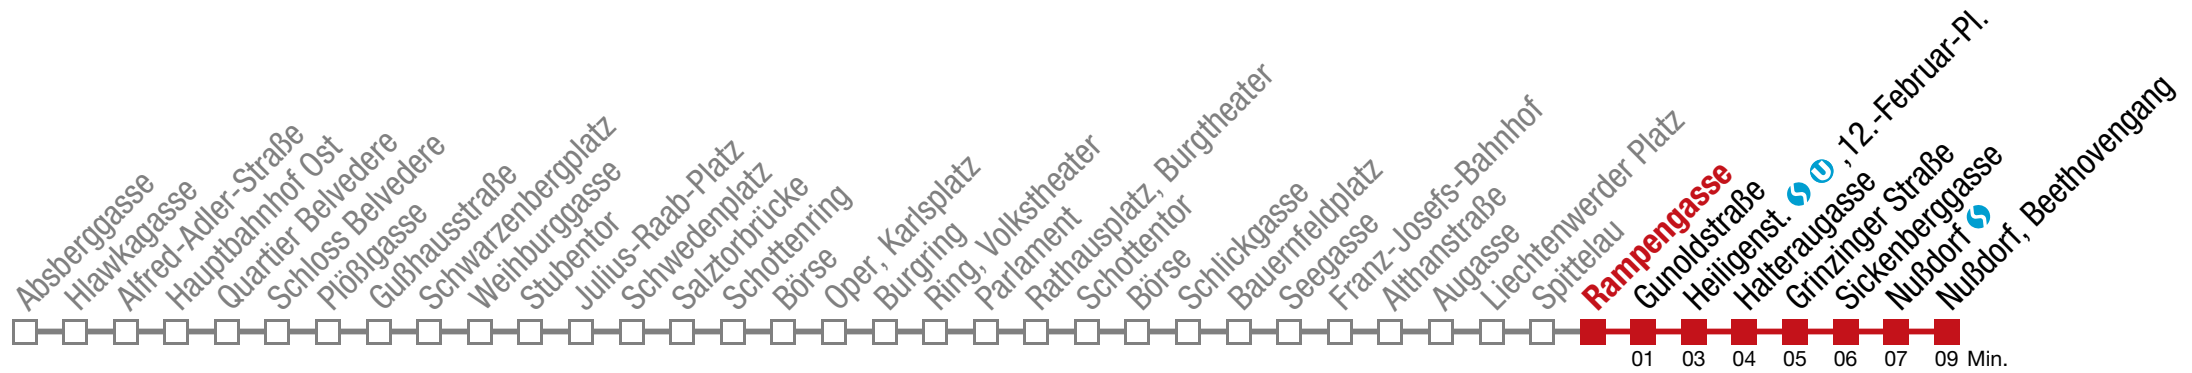 Absberggasse
Hawkagasse
Alfred-Adler-Straße
Hauptbahnhof Ost
Quartier Belvedere
Schloss Belvedere
Plößlgasse
Gußhausstraße
Schwarzenbergplatz
Weihburggasse
Stubentor
Julius-Raab-Platz
Schwedenplatz
Salztorbrücke
Schottenring
Börse
Oper, Karlsplatz
Burgring
Ring, Volkstheater
Parlament
Rathausplatz, Burgtheater
Schottentor
Börse
Schlickgasse
Bauernfeldplatz
Seegasse
Franz-Josefs-Bahnhof
Althanstraße
Augasse
Liechtenwerder Platz
Spittelau
Rampengasse
Gunoldstraße
Heiligenst. S U ,12.-Februar-Pl.
Halteraugasse
Grinzinger Straße
Sickenberggasse
Nußdorf S
Nußdorf, Beethovengang
01 03 04 05 06 07 09 Min.